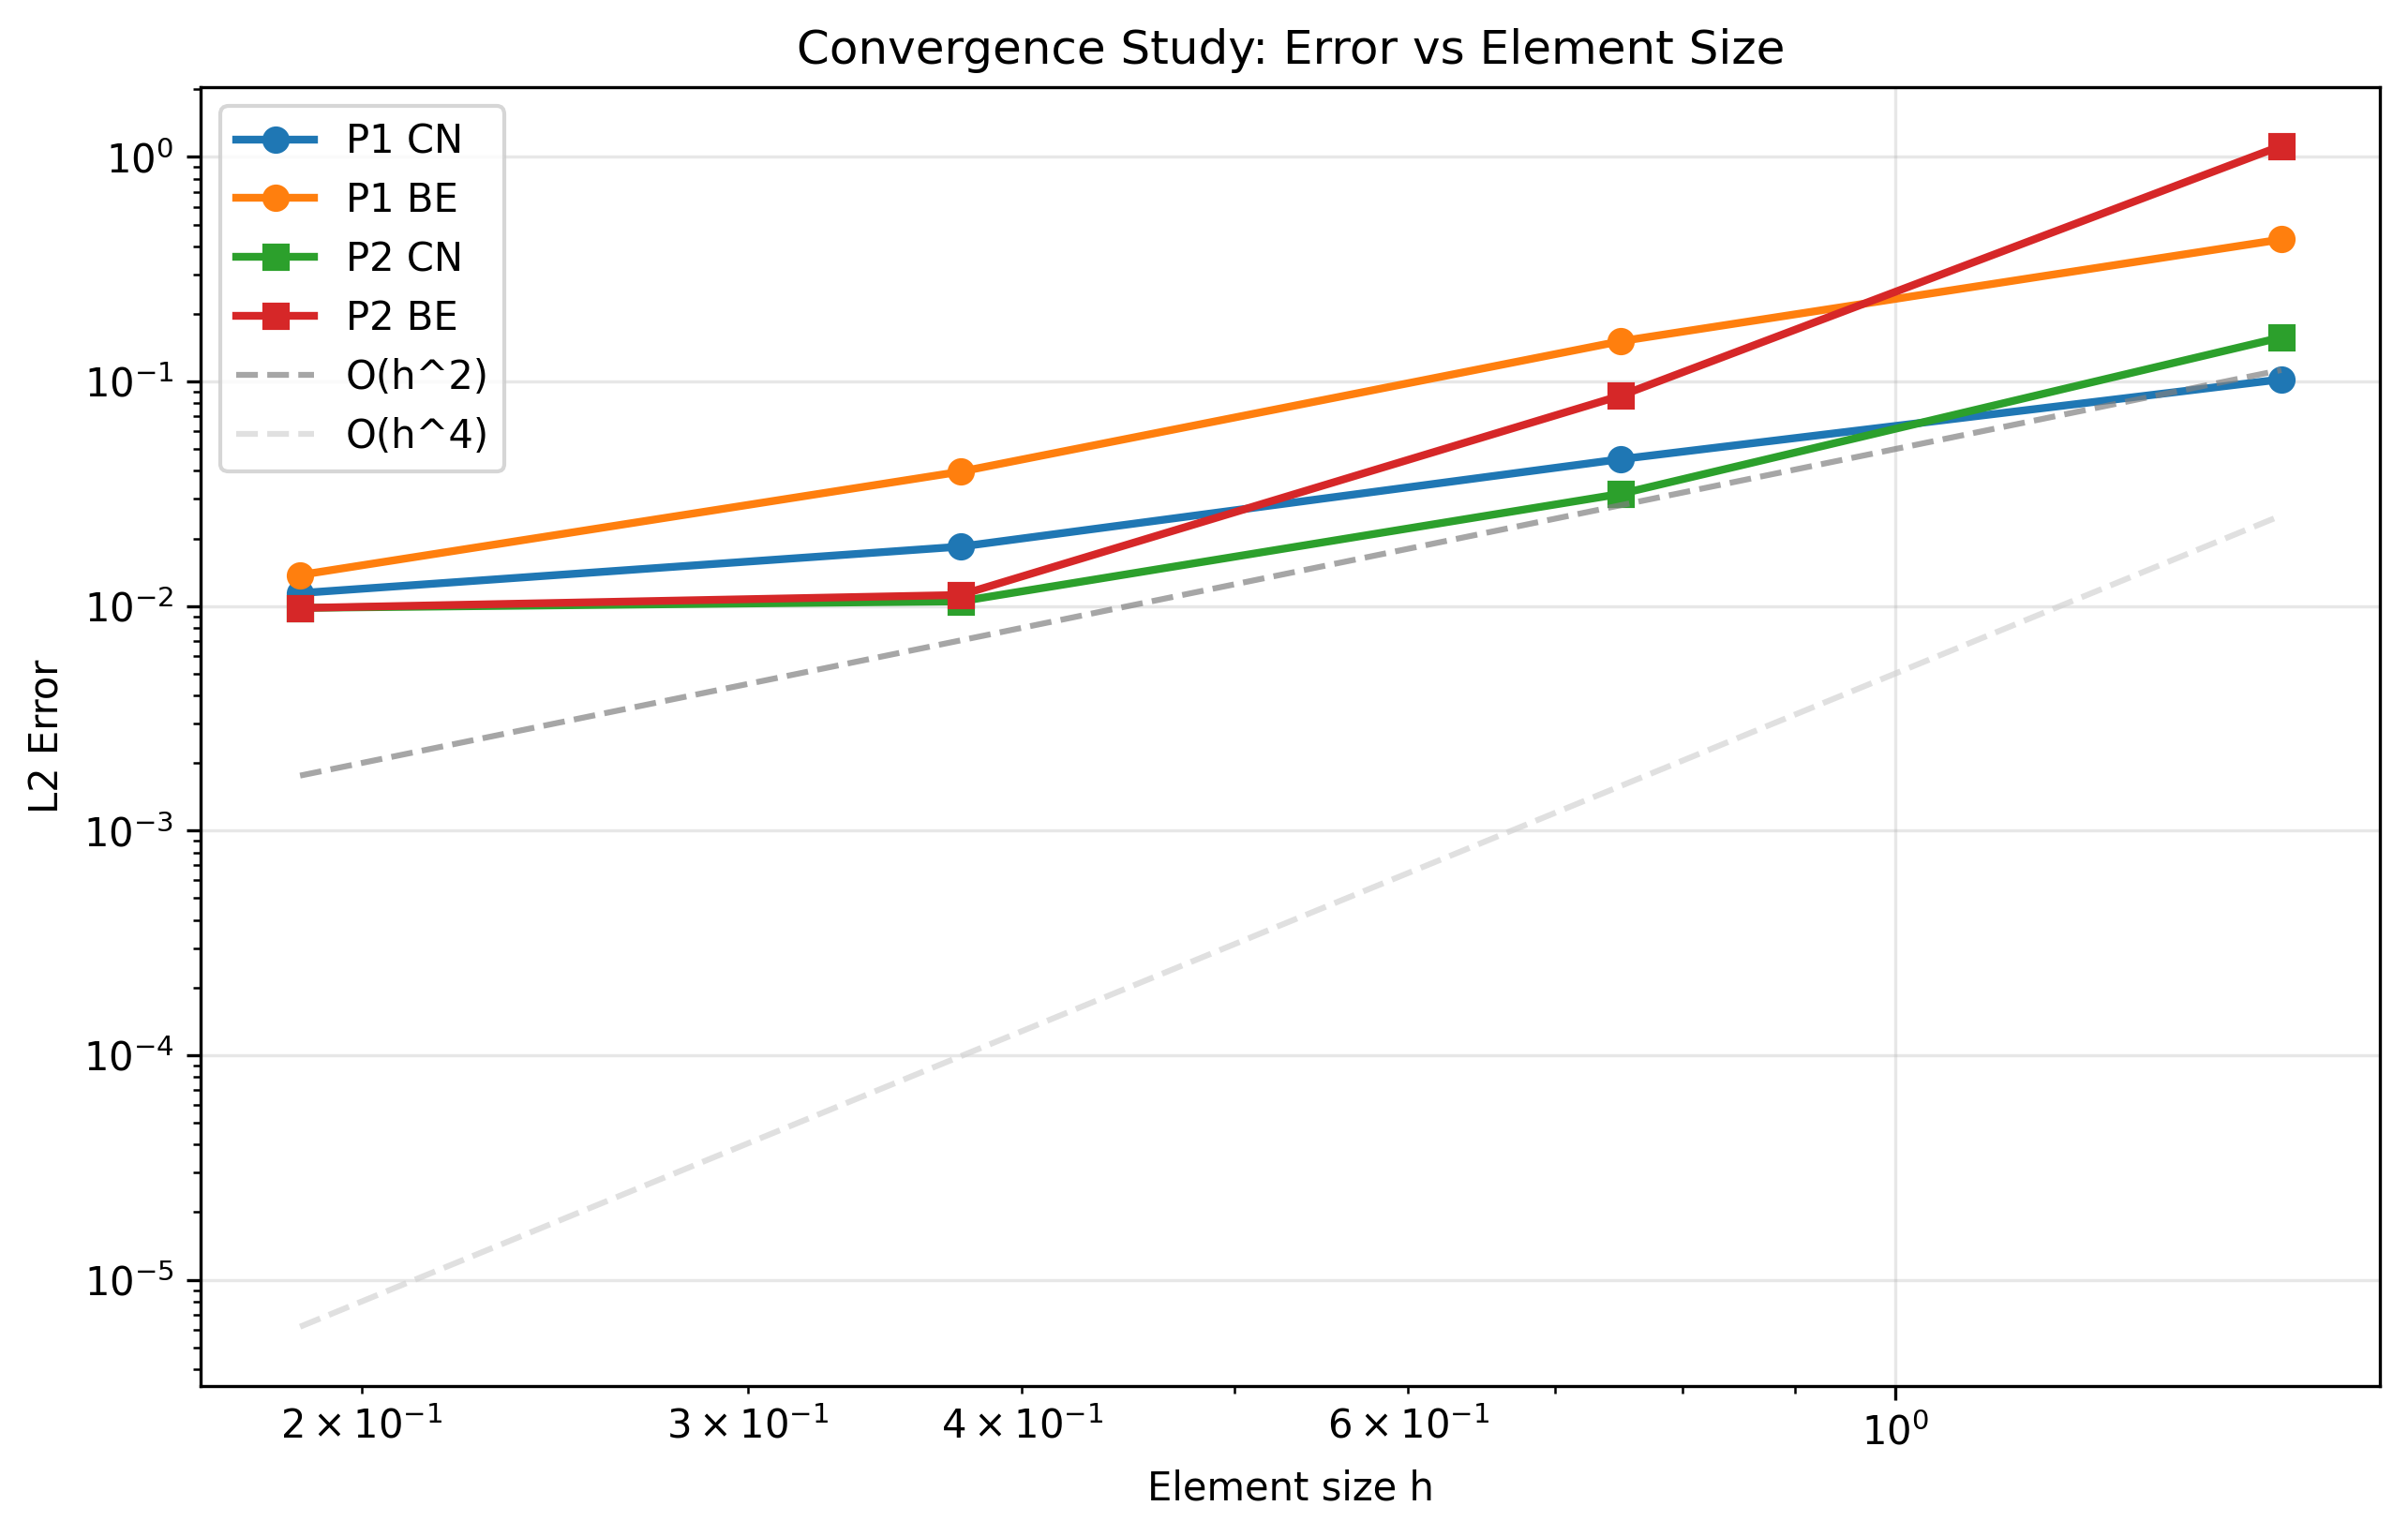 Convergence Study: Error vs Element Size
P1 CN
P1 BE
P2 CN
P2 BE
O(h^2)
O(h^4)
10⁰
10⁻¹
10⁻²
10⁻³
10⁻⁴
10⁻⁵
L2 Error
2 × 10⁻¹
3 × 10⁻¹
4 × 10⁻¹
6 × 10⁻¹
10⁰
Element size h